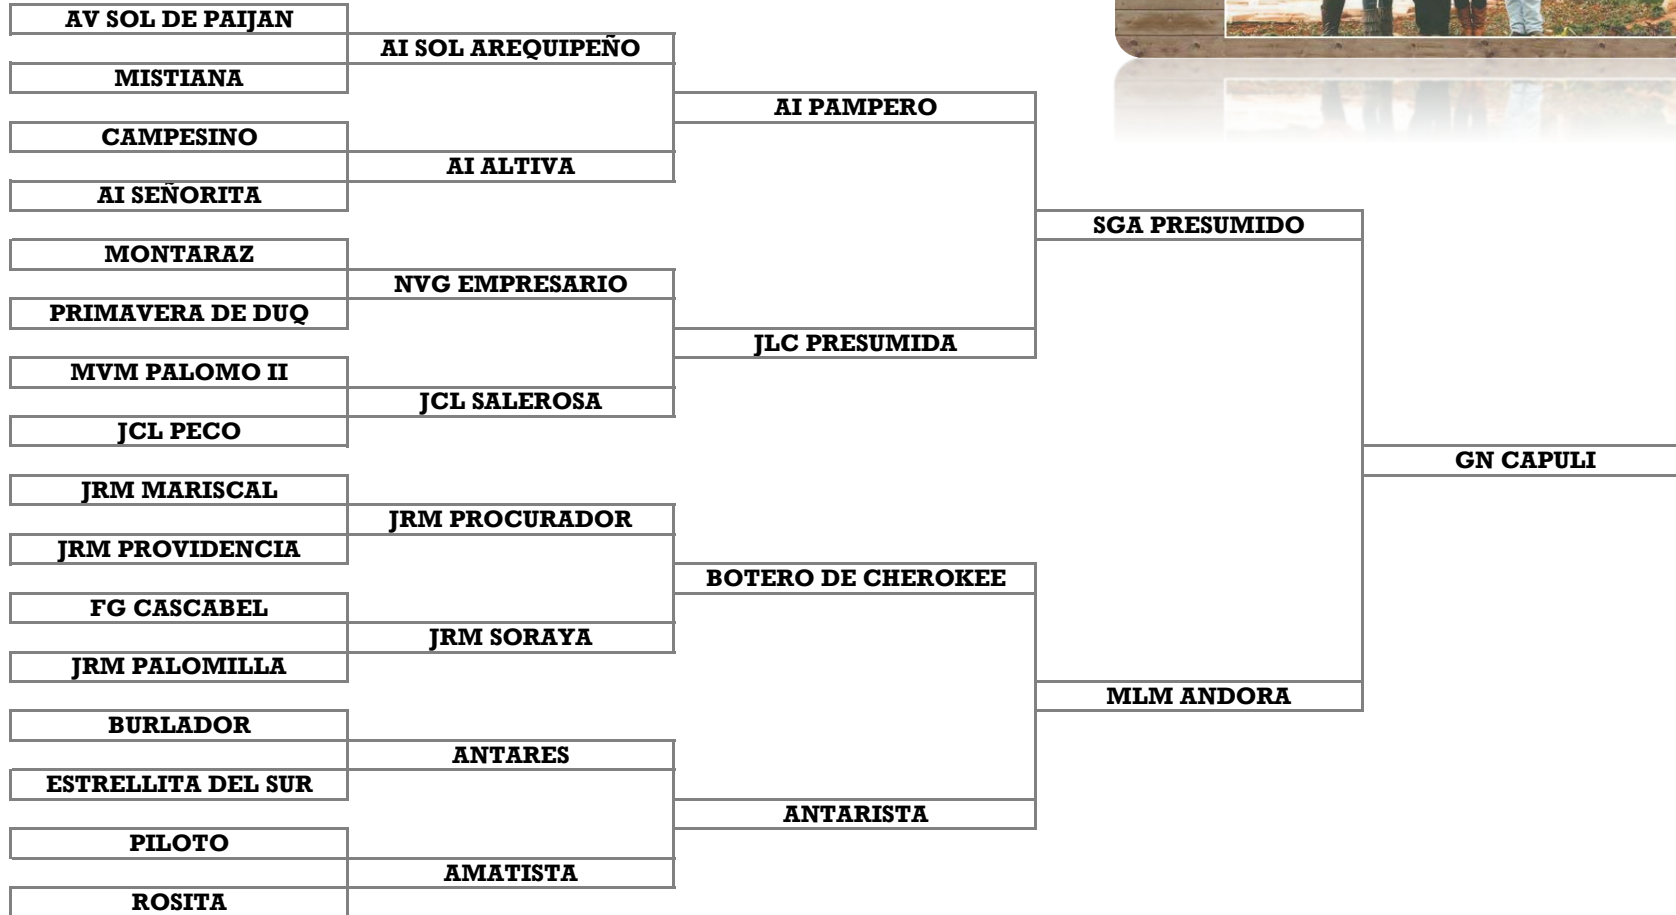 AV SOL DE PAIJAN
AI SOL AREQUIPEÑO
MISTIANA
AI PAMPERO
CAMPESINO
AI ALTIVA
AI SEÑORITA
SGA PRESUMIDO
MONTARAZ
NVG EMPRESARIO
PRIMAVERA DE DUQ
JLC PRESUMIDA
MVM PALOMO II
JCL SALEROSA
JCL PECO
GN CAPULI
JRM MARISCAL
JRM PROCURADOR
JRM PROVIDENCIA
BOTERO DE CHEROKEE
FG CASCABEL
JRM SORAYA
JRM PALOMILLA
MLM ANDORA
BURLADOR
ANTARES
ESTRELLITA DEL SUR
ANTARISTA
PILOTO
AMATISTA
ROSITA